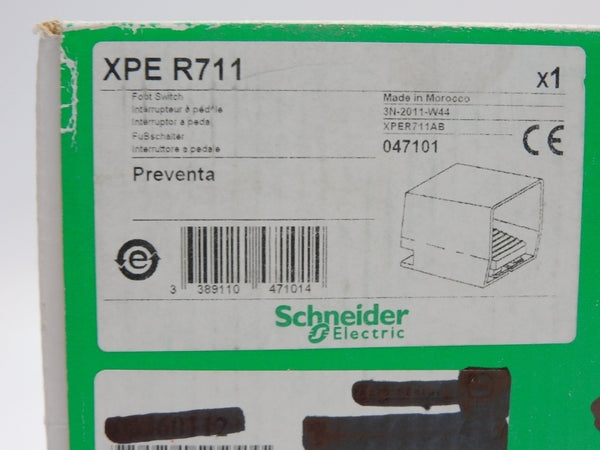 XPE R711
x1
Foot Switch
Interrupteur à pédale
Interruptor a pedal
Fußschalter
Interruttore a pedale
Made in Morocco
3N-2011-W44
XPER711AB
047101
CE
Preventa
e
3 389110 471014
Schneider
Electric